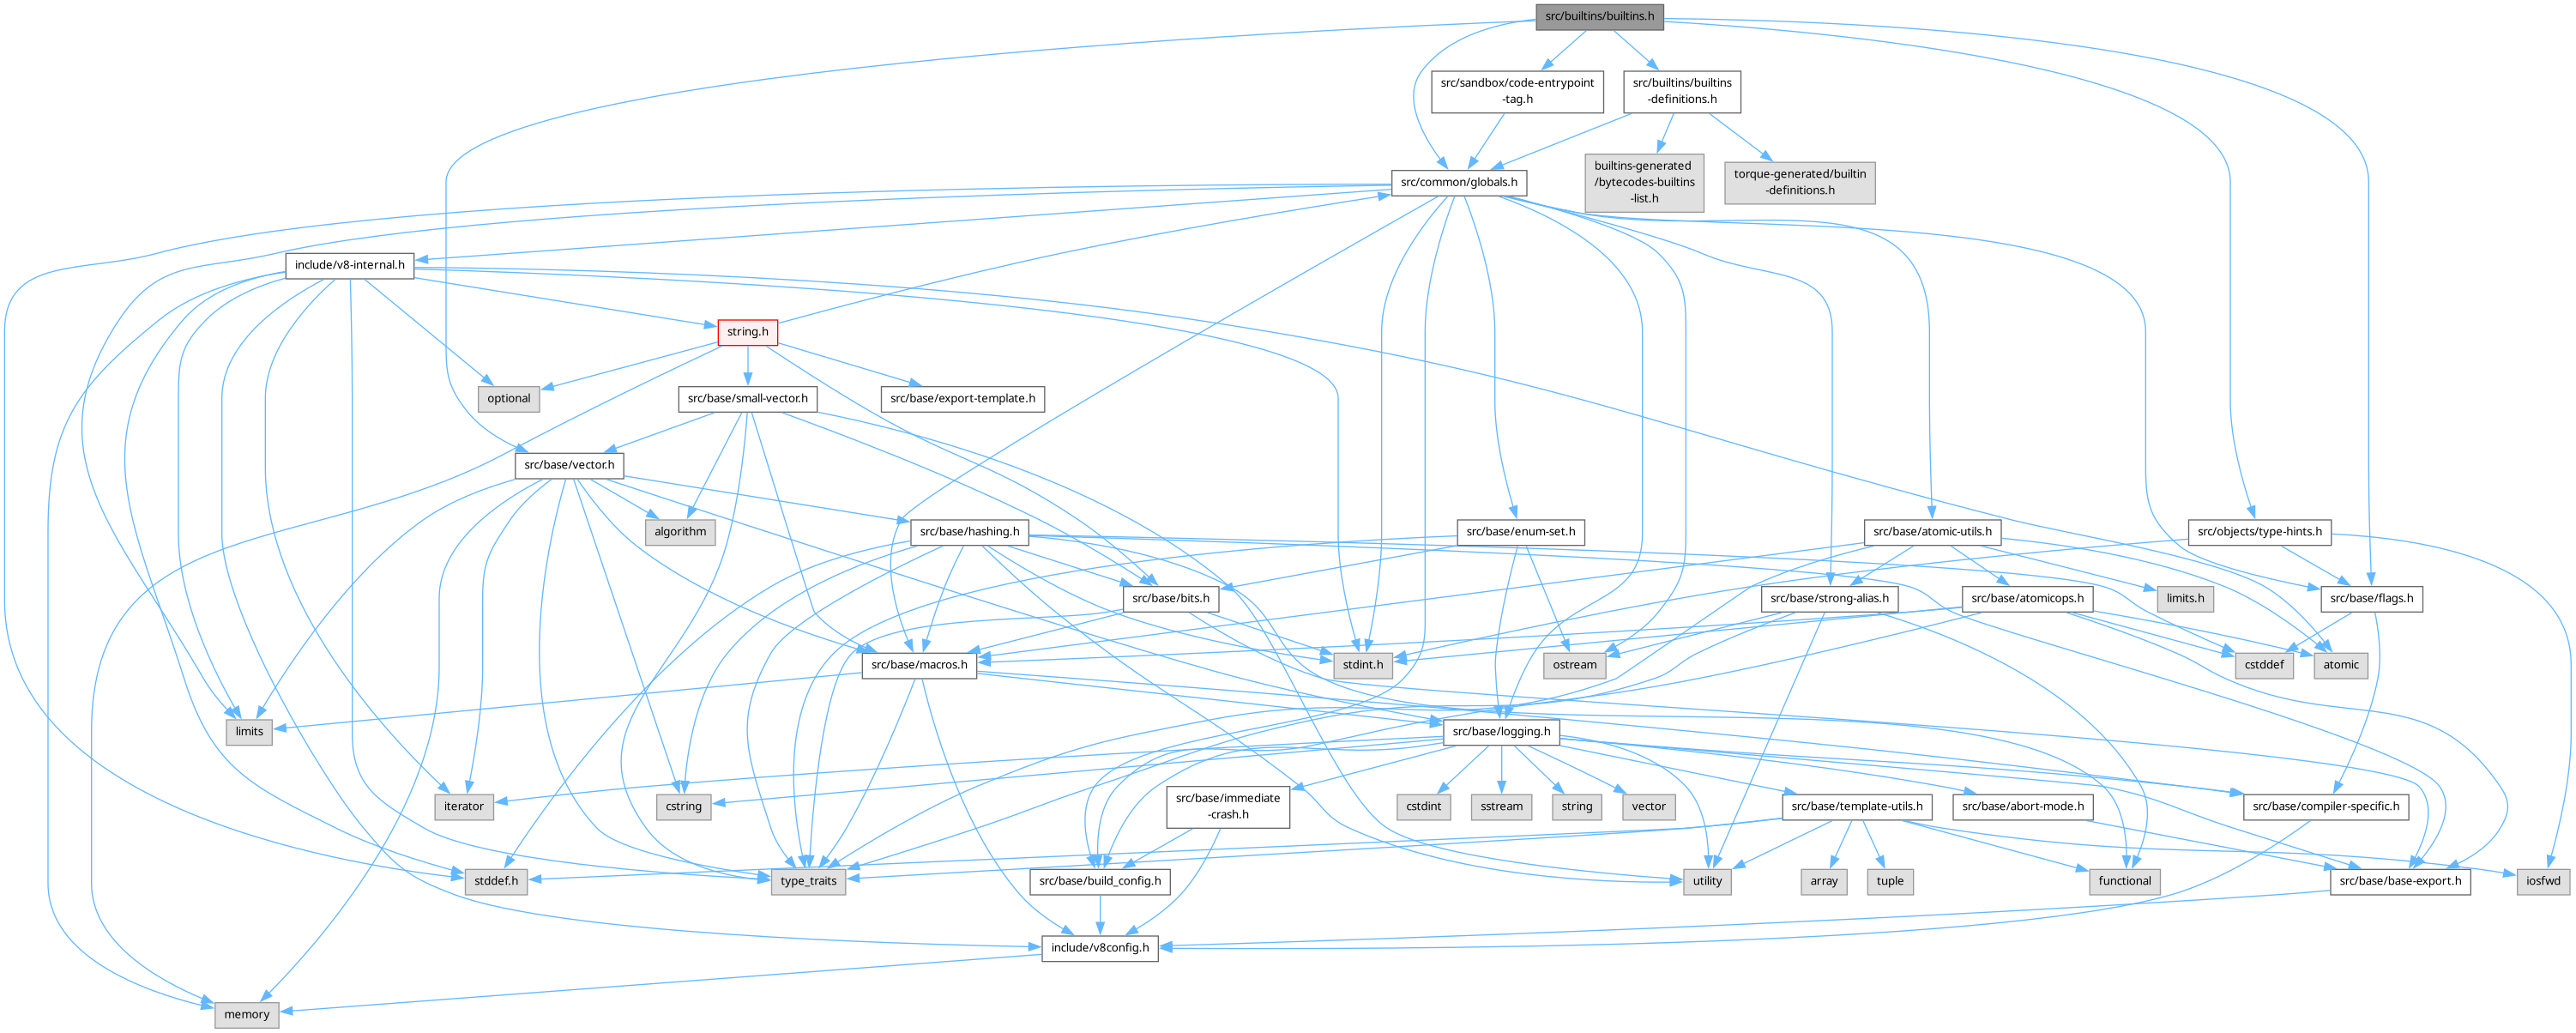 src/builtins/builtins.h
src/sandbox/code-entrypoint
-tag.h
src/builtins/builtins
-definitions.h
builtins-generated
/bytecodes-builtins
-list.h
torque-generated/builtin
-definitions.h
src/common/globals.h
include/v8-internal.h
string.h
optional
src/base/small-vector.h
src/base/export-template.h
src/base/vector.h
algorithm
src/base/hashing.h
src/base/enum-set.h
src/base/atomic-utils.h
src/objects/type-hints.h
src/base/bits.h
src/base/strong-alias.h
src/base/atomicops.h
limits.h
src/base/flags.h
src/base/macros.h
stdint.h
ostream
cstddef
atomic
limits
src/base/logging.h
iterator
cstring
src/base/immediate
-crash.h
cstdint
sstream
string
vector
src/base/template-utils.h
src/base/abort-mode.h
src/base/compiler-specific.h
stddef.h
type_traits
src/base/build_config.h
utility
array
tuple
functional
src/base/base-export.h
iosfwd
include/v8config.h
memory